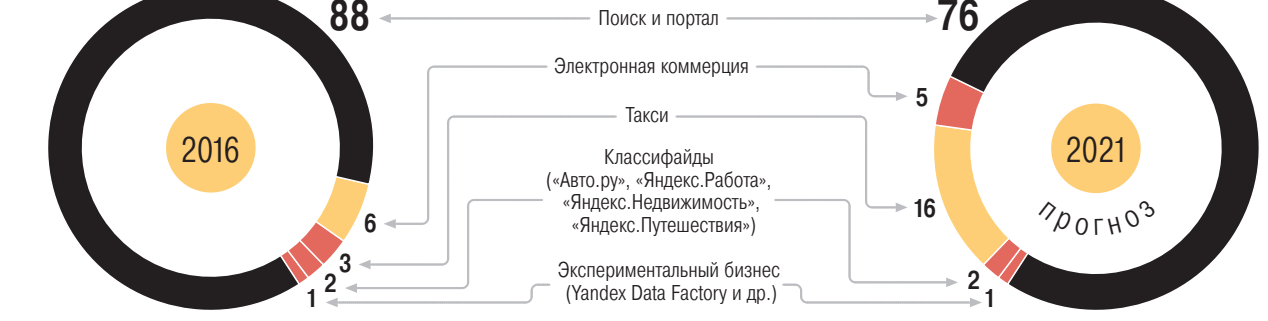 88
Поиск и портал
76
Электронная коммерция
5
Такси
2016
2021
прогноз
Классифайды
(«Авто.ру», «Яндекс.Работа»,
«Яндекс.Недвижимость»,
«Яндекс.Путешествия»)
6
16
3
2
1
Экспериментальный бизнес
(Yandex Data Factory и др.)
2
1